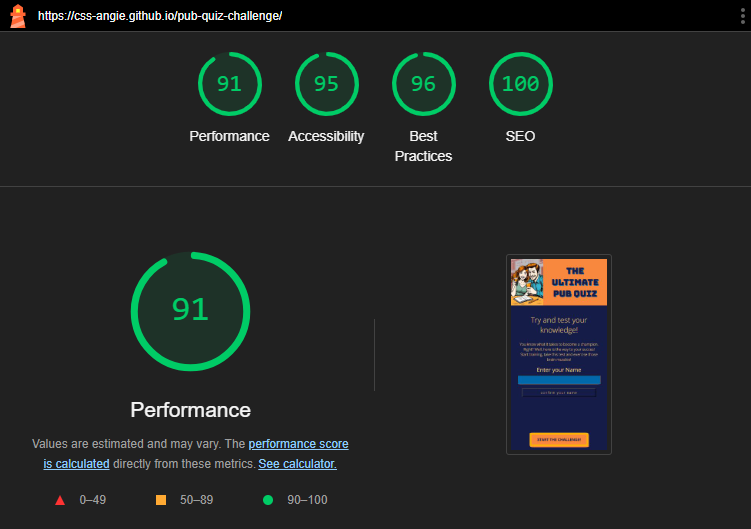 https://css-angie.github.io/pub-quiz-challenge/
91
95
96
100
Performance
Accessibility
Best
Practices
SEO
91
Performance
Values are estimated and may vary. The performance score
is calculated directly from these metrics. See calculator.
0–49
50–89
90–100
THE
ULTIMATE
PUB QUIZ
Try and test your
knowledge!
Enter your Name
confirm your name
START THE CHALLENGE!